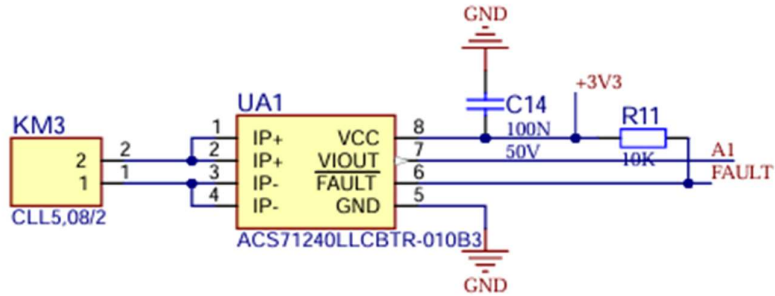 GND
+3V3
UA1
C14
R11
KM3
1 IP+ VCC 8 100N
2 2 2 IP+ VIOUT 7 50V 10K A1
1 1 3 IP- FAULT 6 FAULT
4 IP- GND 5
CLL5,08/2
ACS71240LLCBTR-010B3
GND